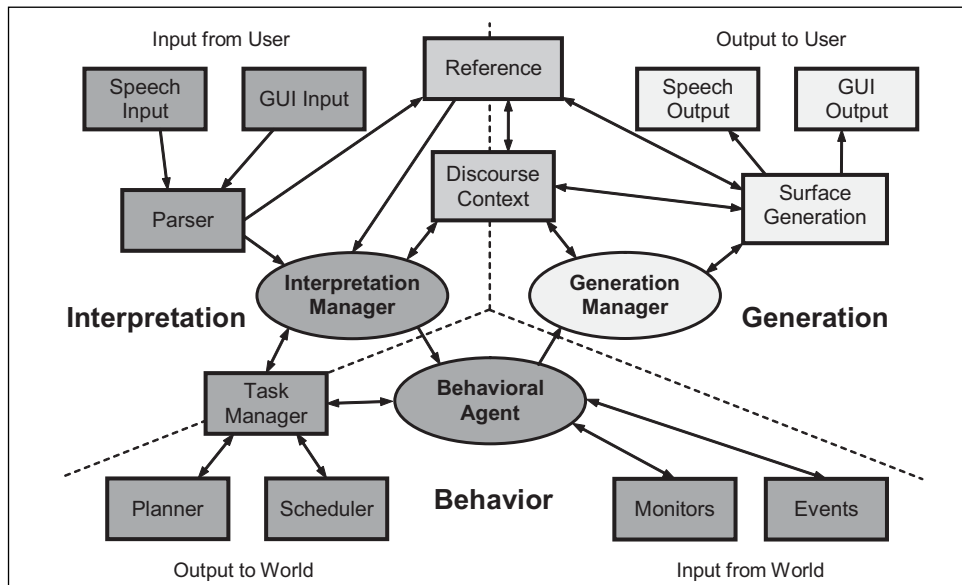 Input from User
Output to User
Reference
Speech
Input
GUI Input
Speech
Output
GUI
Output
Discourse
Context
Parser
Surface
Generation
Interpretation
Manager
Generation
Manager
Interpretation
Generation
Task
Manager
Behavioral
Agent
Behavior
Planner
Scheduler
Monitors
Events
Output to World
Input from World